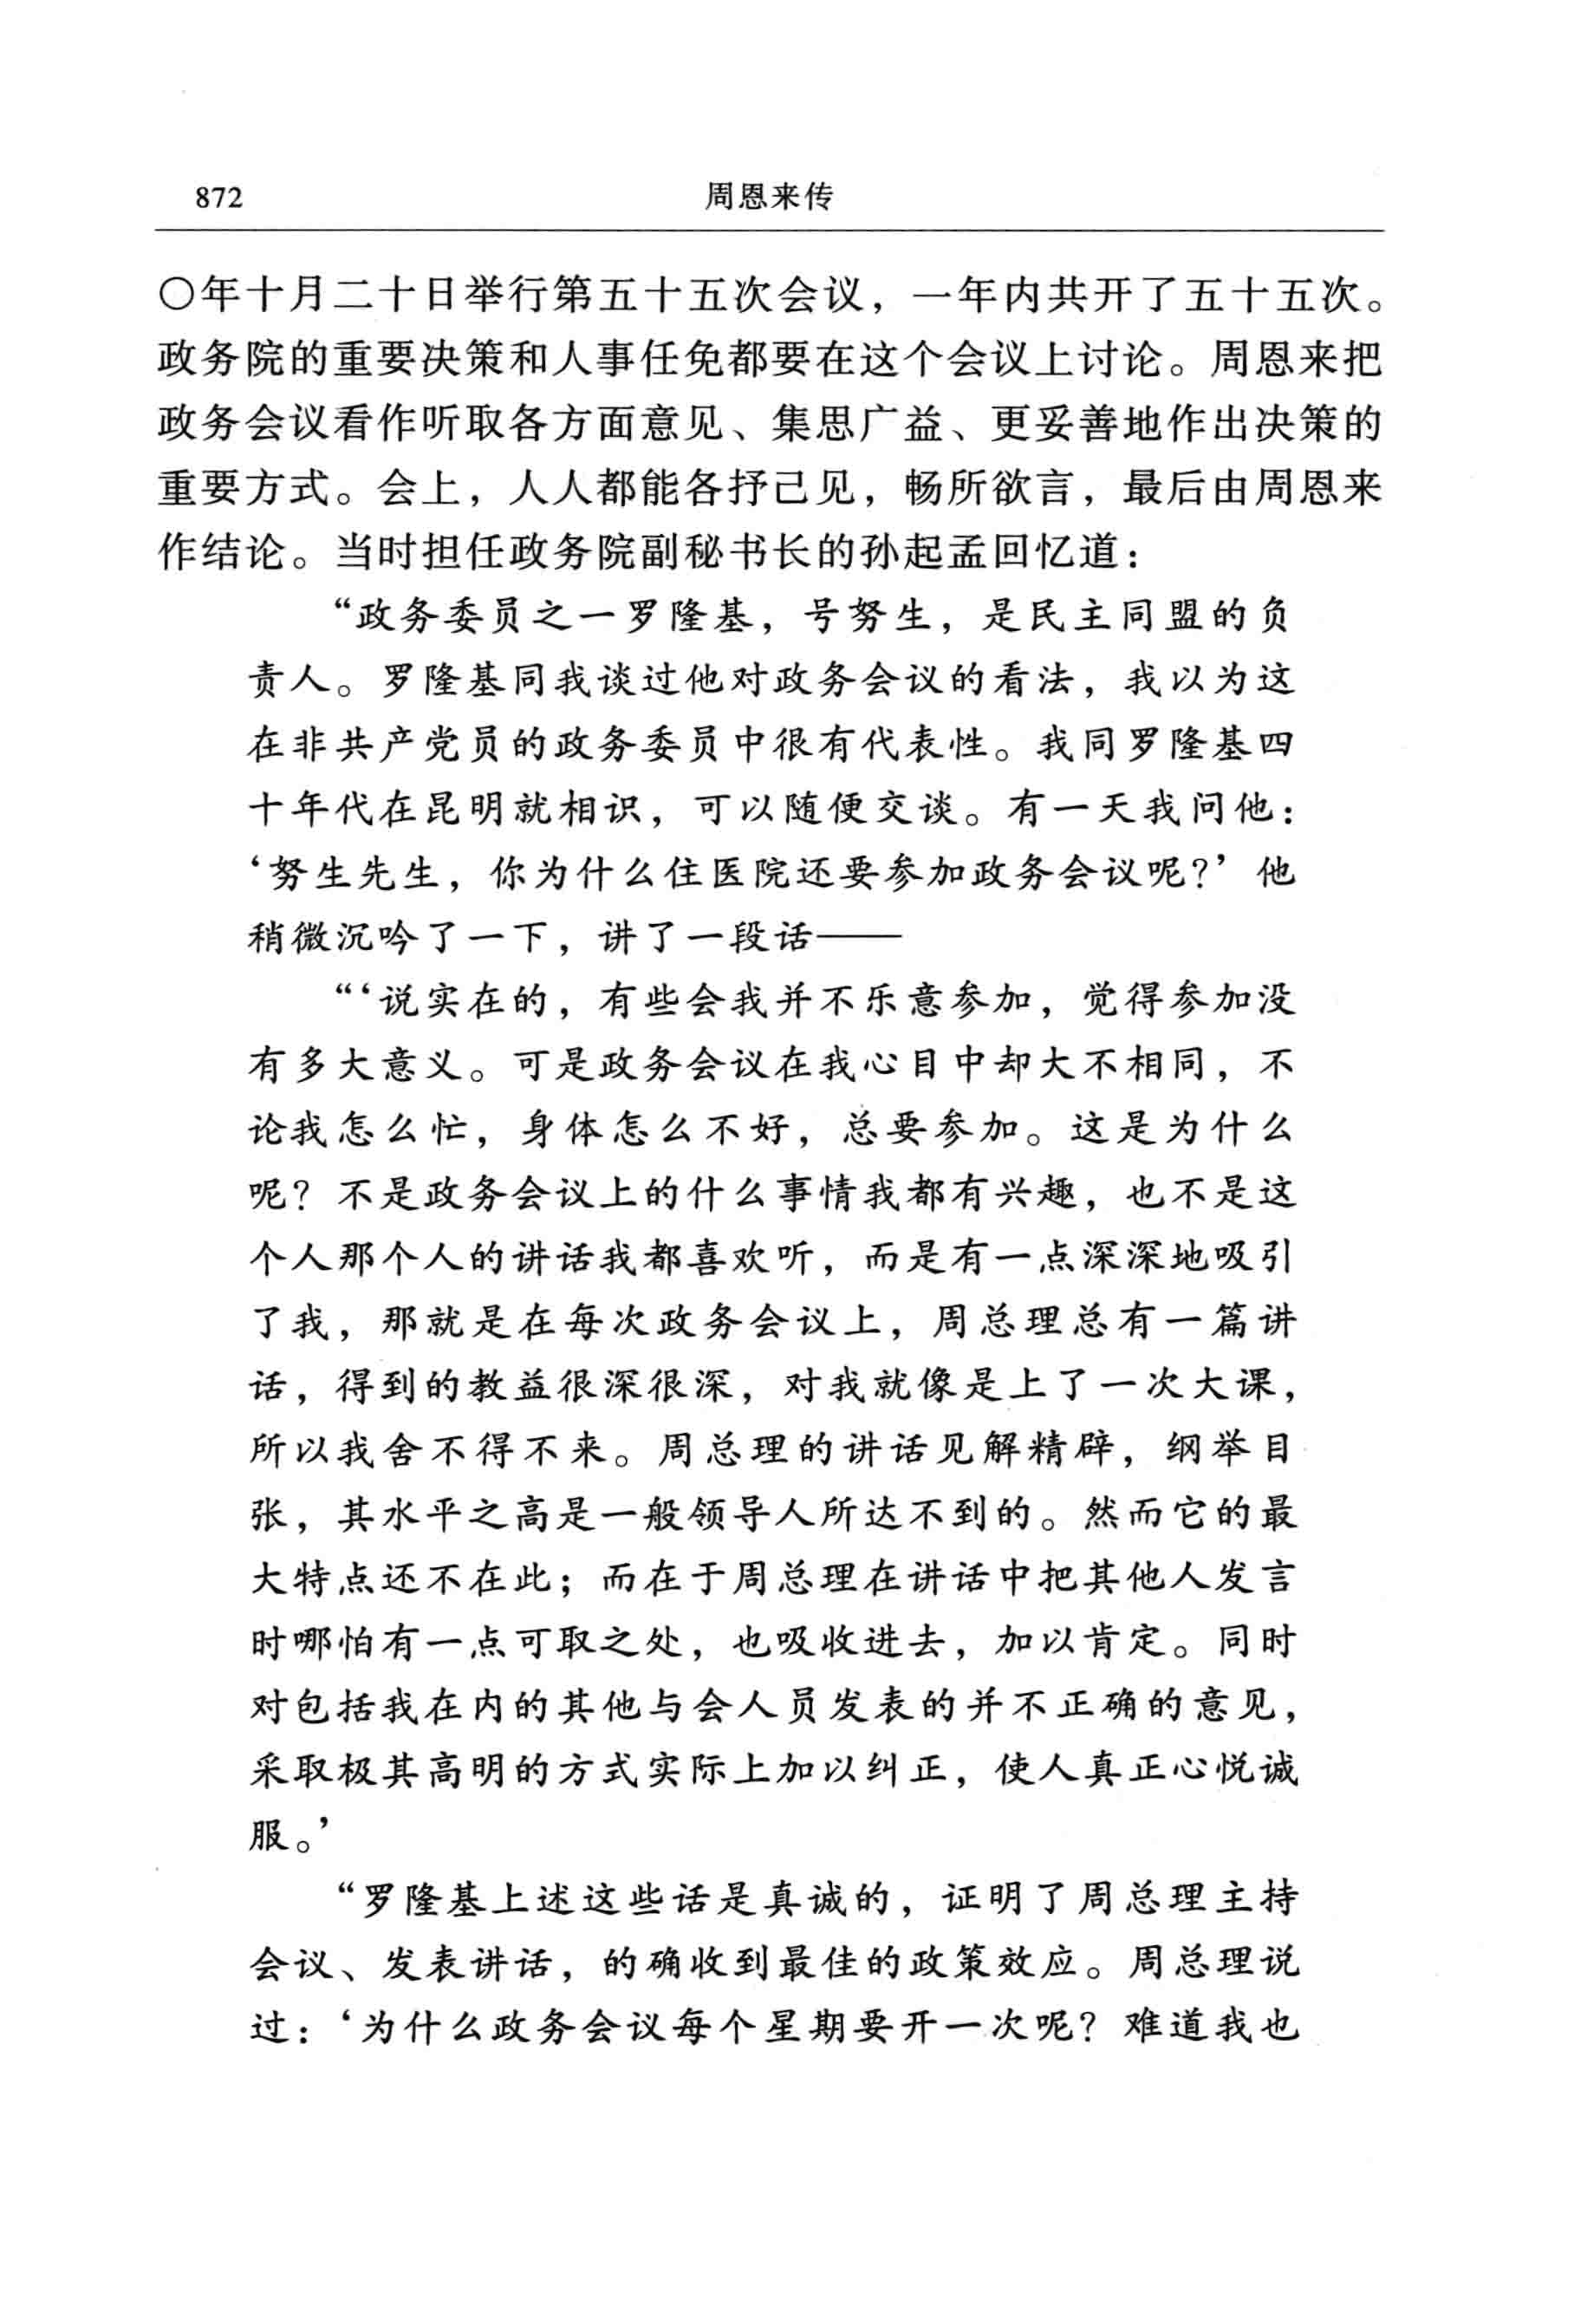 872 周恩来传
〇年十月二十日举行第五十五次会议，一年内共开了五十五次。
政务院的重要决策和人事任免都要在这个会议上讨论。周恩来把
政务会议看作听取各方面意见、集思广益、更妥善地作出决策的
重要方式。会上，人人都能各抒己见，畅所欲言，最后由周恩来
作结论。当时担任政务院副秘书长的孙起孟回忆道：
“政务委员之一罗隆基，号努生，是民主同盟的负
责人。罗隆基同我谈过他对政务会议的看法，我以为这
在非共产党员的政务委员中很有代表性。我同罗隆基四
十年代在昆明就相识，可以随便交谈。有一天我问他：
‘努生先生，你为什么住医院还要参加政务会议呢？’他
稍微沉吟了一下，讲了一段话——
“‘说实在的，有些会我并不乐意参加，觉得参加没
有多大意义。可是政务会议在我心目中却大不相同，不
论我怎么忙，身体怎么不好，总要参加。这是为什么
呢？不是政务会议上的什么事情我都有兴趣，也不是这
个人那个人的讲话我都喜欢听，而是有一点深深地吸引
了我，那就是在每次政务会议上，周总理总有一篇讲
话，得到的教益很深很深，对我就像是上了一次大课，
所以我舍不得不来。周总理的讲话见解精辟，纲举目
张，其水平之高是一般领导人所达不到的。然而它的最
大特点还不在此；而在于周总理在讲话中把其他人发言
时哪怕有一点可取之处，也吸收进去，加以肯定。同时
对包括我在内的其他与会人员发表的并不正确的意见，
采取极其高明的方式实际上加以纠正，使人真正心悦诚
服。’
“罗隆基上述这些话是真诚的，证明了周总理主持
会议、发表讲话，的确收到最佳的政策效应。周总理说
过：‘为什么政务会议每个星期要开一次呢？难道我也